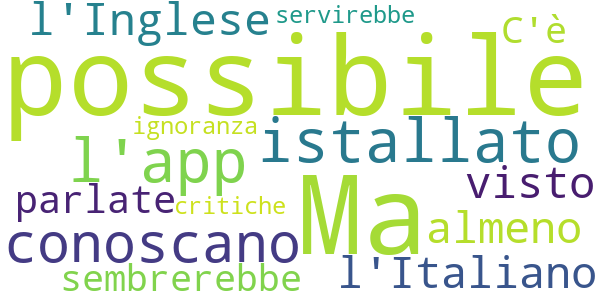 l'Inglese servirebbe
C'è
possibile
ignoranza
l'app istallato
Ma
visto
parlate critiche
almeno
conoscano
sembrerebbe l'Italiano